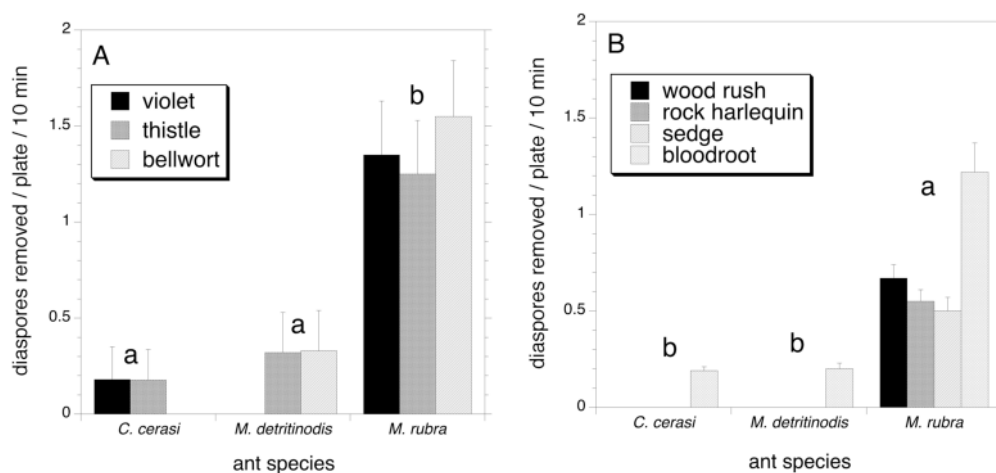 A
violet
thistle
bellwort
diaspores removed / plate / 10 min
2
1.5
1
0.5
0
a
a
b
C. cerasi
M. detritinodis
M. rubra
ant species
B
wood rush
rock harlequin
sedge
bloodroot
diaspores removed / plate / 10 min
2
1.5
1
0.5
0
b
b
a
C. cerasi
M. detritinodis
M. rubra
ant species